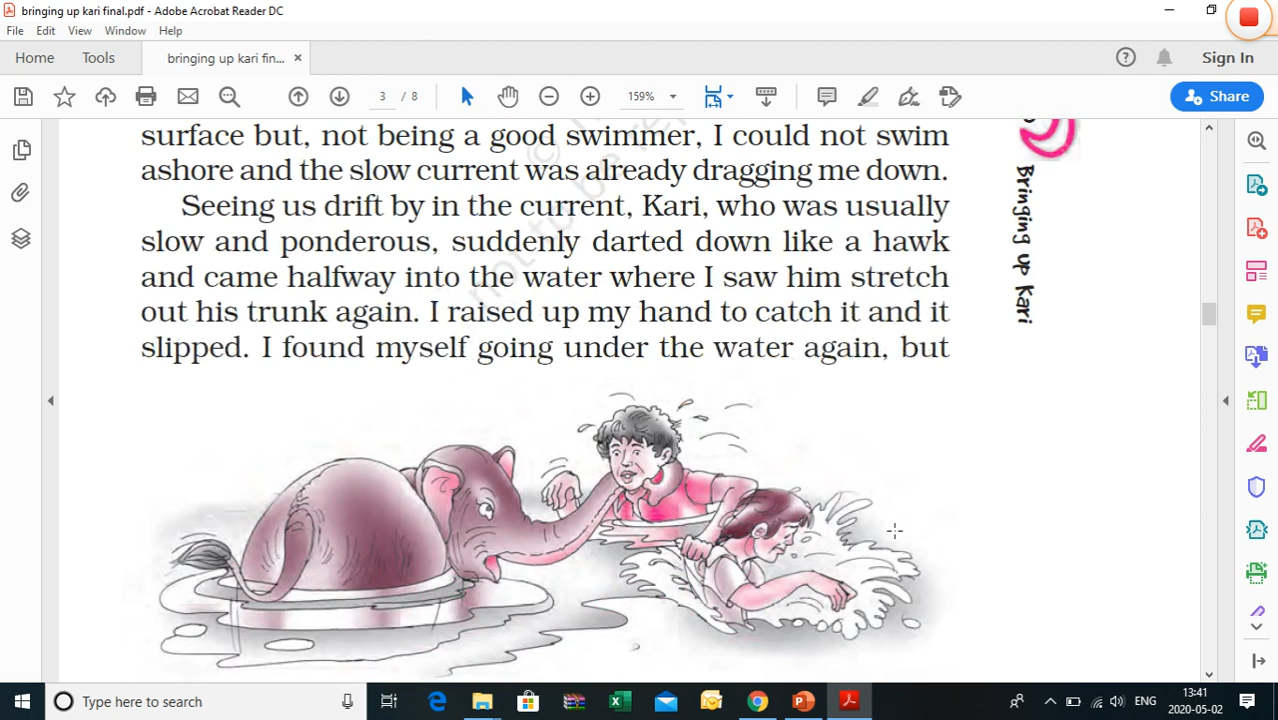 bringing up kari final.pdf - Adobe Acrobat Reader DC
File Edit View Window Help
Home Tools bringing up kari fin... ×
Sign In
3 / 8 159% Share
surface but, not being a good swimmer, I could not swim
ashore and the slow current was already dragging me down.
Seeing us drift by in the current, Kari, who was usually
slow and ponderous, suddenly darted down like a hawk
and came halfway into the water where I saw him stretch
out his trunk again. I raised up my hand to catch it and it
slipped. I found myself going under the water again, but
Bringing up Kari
©
not to be re
Type here to search
ENG
13:41
2020-05-02